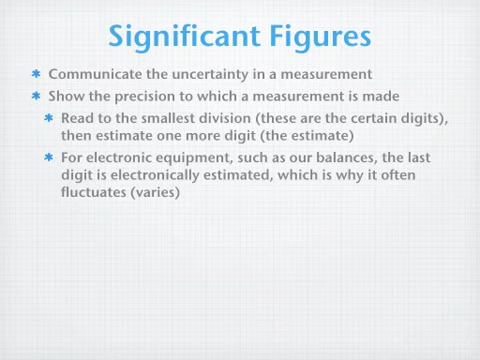 Significant Figures
Communicate the uncertainty in a measurement
Show the precision to which a measurement is made
Read to the smallest division (these are the certain digits),
then estimate one more digit (the estimate)
For electronic equipment, such as our balances, the last
digit is electronically estimated, which is why it often
fluctuates (varies)